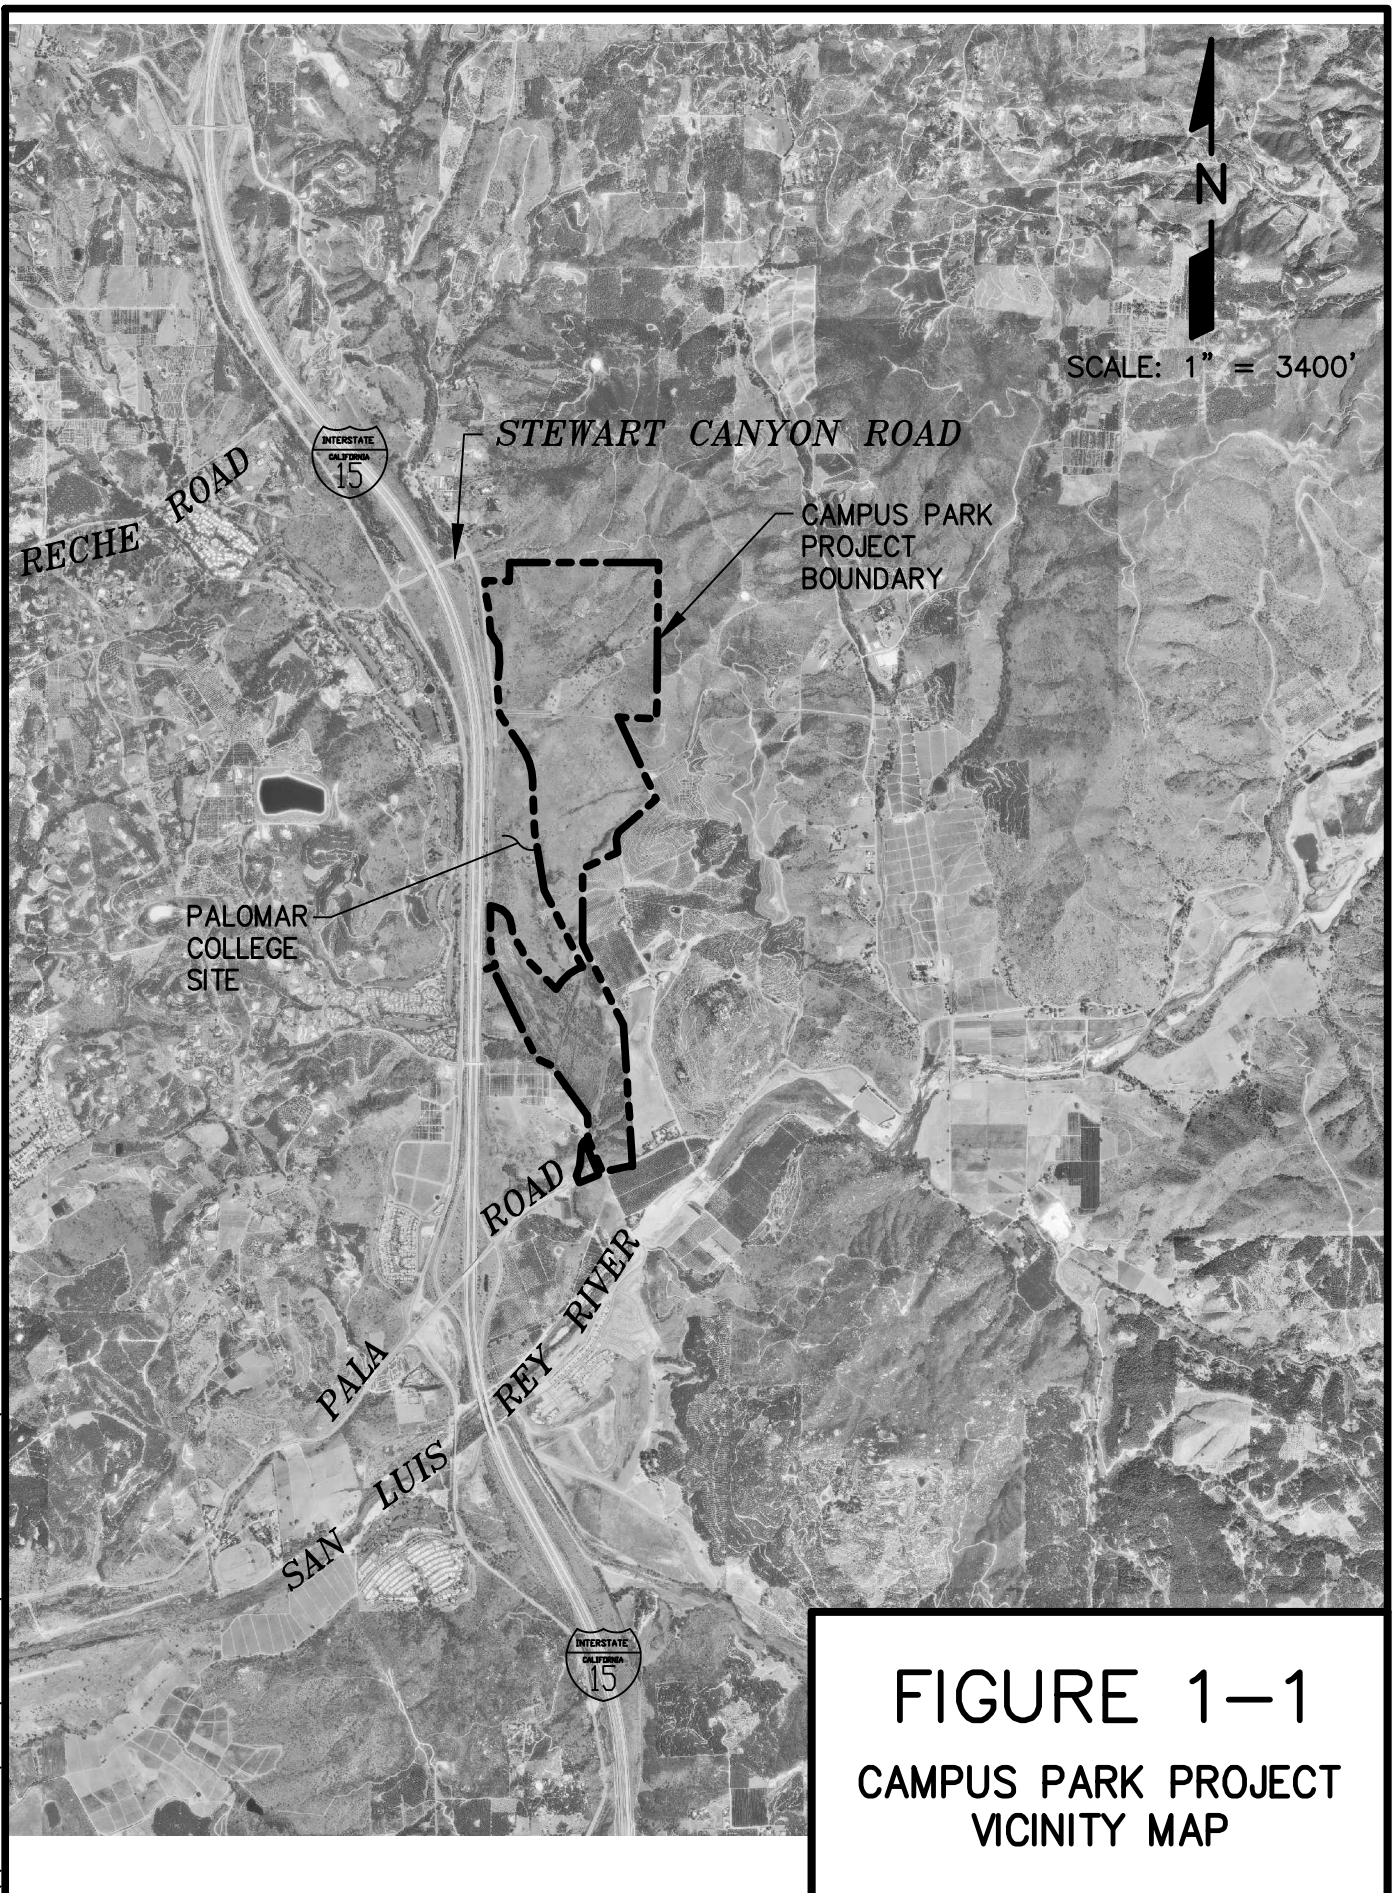 N
SCALE: 1" = 3400'
STEWART CANYON ROAD
INTERSTATE
CALIFORNIA
15
RECHE ROAD
CAMPUS PARK
PROJECT
BOUNDARY
PALOMAR
COLLEGE
SITE
PALA ROAD
SAN LUIS REY RIVER
INTERSTATE
CALIFORNIA
15
FIGURE 1-1
CAMPUS PARK PROJECT
VICINITY MAP